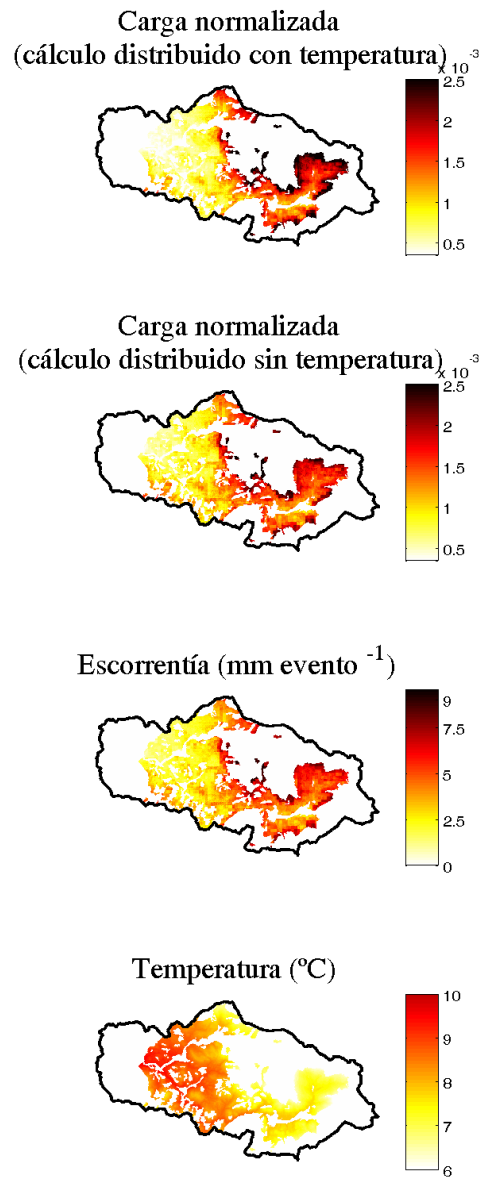 Carga normalizada
(cálculo distribuido con temperatura)
x 10⁻³
2.5
2
1.5
1
0.5
Carga normalizada
(cálculo distribuido sin temperatura)
x 10⁻³
2.5
2
1.5
1
0.5
Escorrentía (mm evento ⁻¹)
9
7.5
5
2.5
0
Temperatura (ºC)
10
9
8
7
6